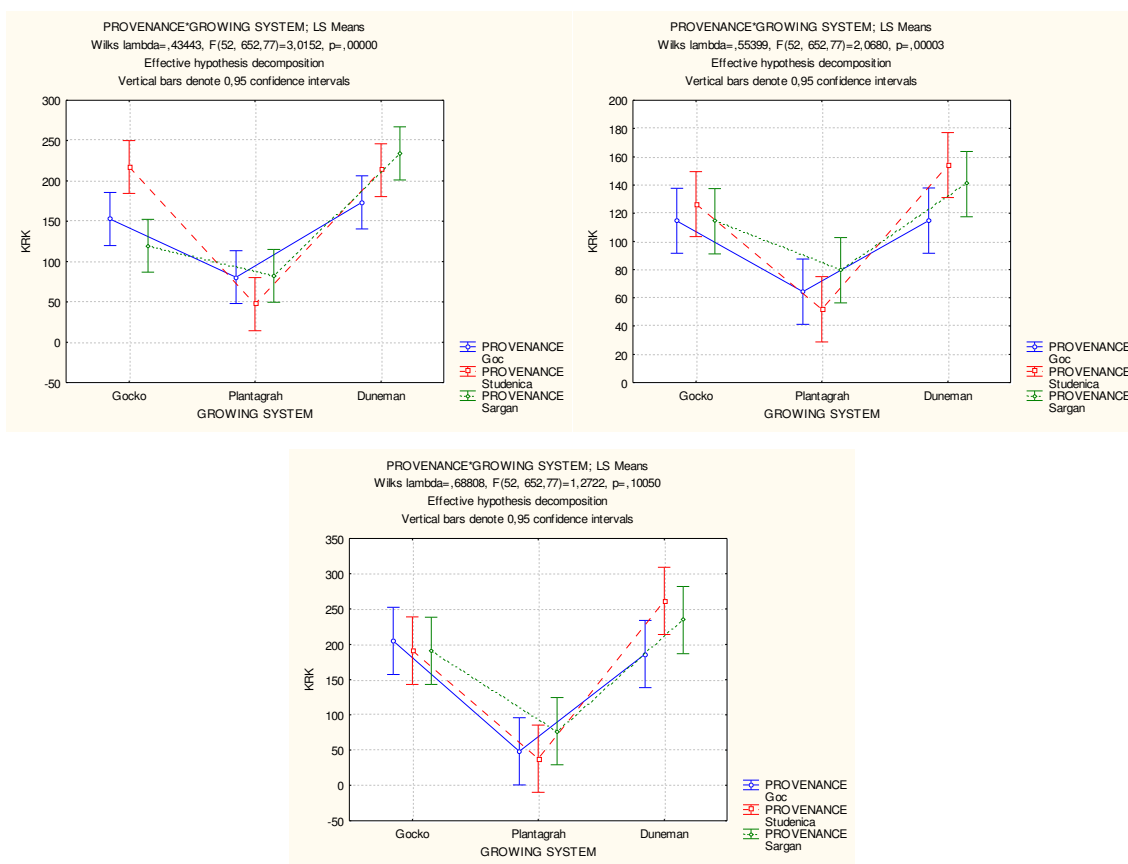 PROVENANCE*GROWING SYSTEM; LS Means
Wilks lambda=,43443, F(52, 652,77)=3,0152, p=,00000
Effective hypothesis decomposition
Vertical bars denote 0,95 confidence intervals
300
250
200
150
100
50
0
-50
KRK
Gocko Plantagrah Duneman
GROWING SYSTEM
PROVENANCE
Goc
PROVENANCE
Studenica
PROVENANCE
Sargan
PROVENANCE*GROWING SYSTEM; LS Means
Wilks lambda=,55399, F(52, 652,77)=2,0680, p=,00003
Effective hypothesis decomposition
Vertical bars denote 0,95 confidence intervals
200
180
160
140
120
100
80
60
40
20
0
KRK
Gocko Plantagrah Duneman
GROWING SYSTEM
PROVENANCE
Goc
PROVENANCE
Studenica
PROVENANCE
Sargan
PROVENANCE*GROWING SYSTEM; LS Means
Wilks lambda=,68808, F(52, 652,77)=1,2722, p=,10050
Effective hypothesis decomposition
Vertical bars denote 0,95 confidence intervals
350
300
250
200
150
100
50
0
-50
KRK
Gocko Plantagrah Duneman
GROWING SYSTEM
PROVENANCE
Goc
PROVENANCE
Studenica
PROVENANCE
Sargan